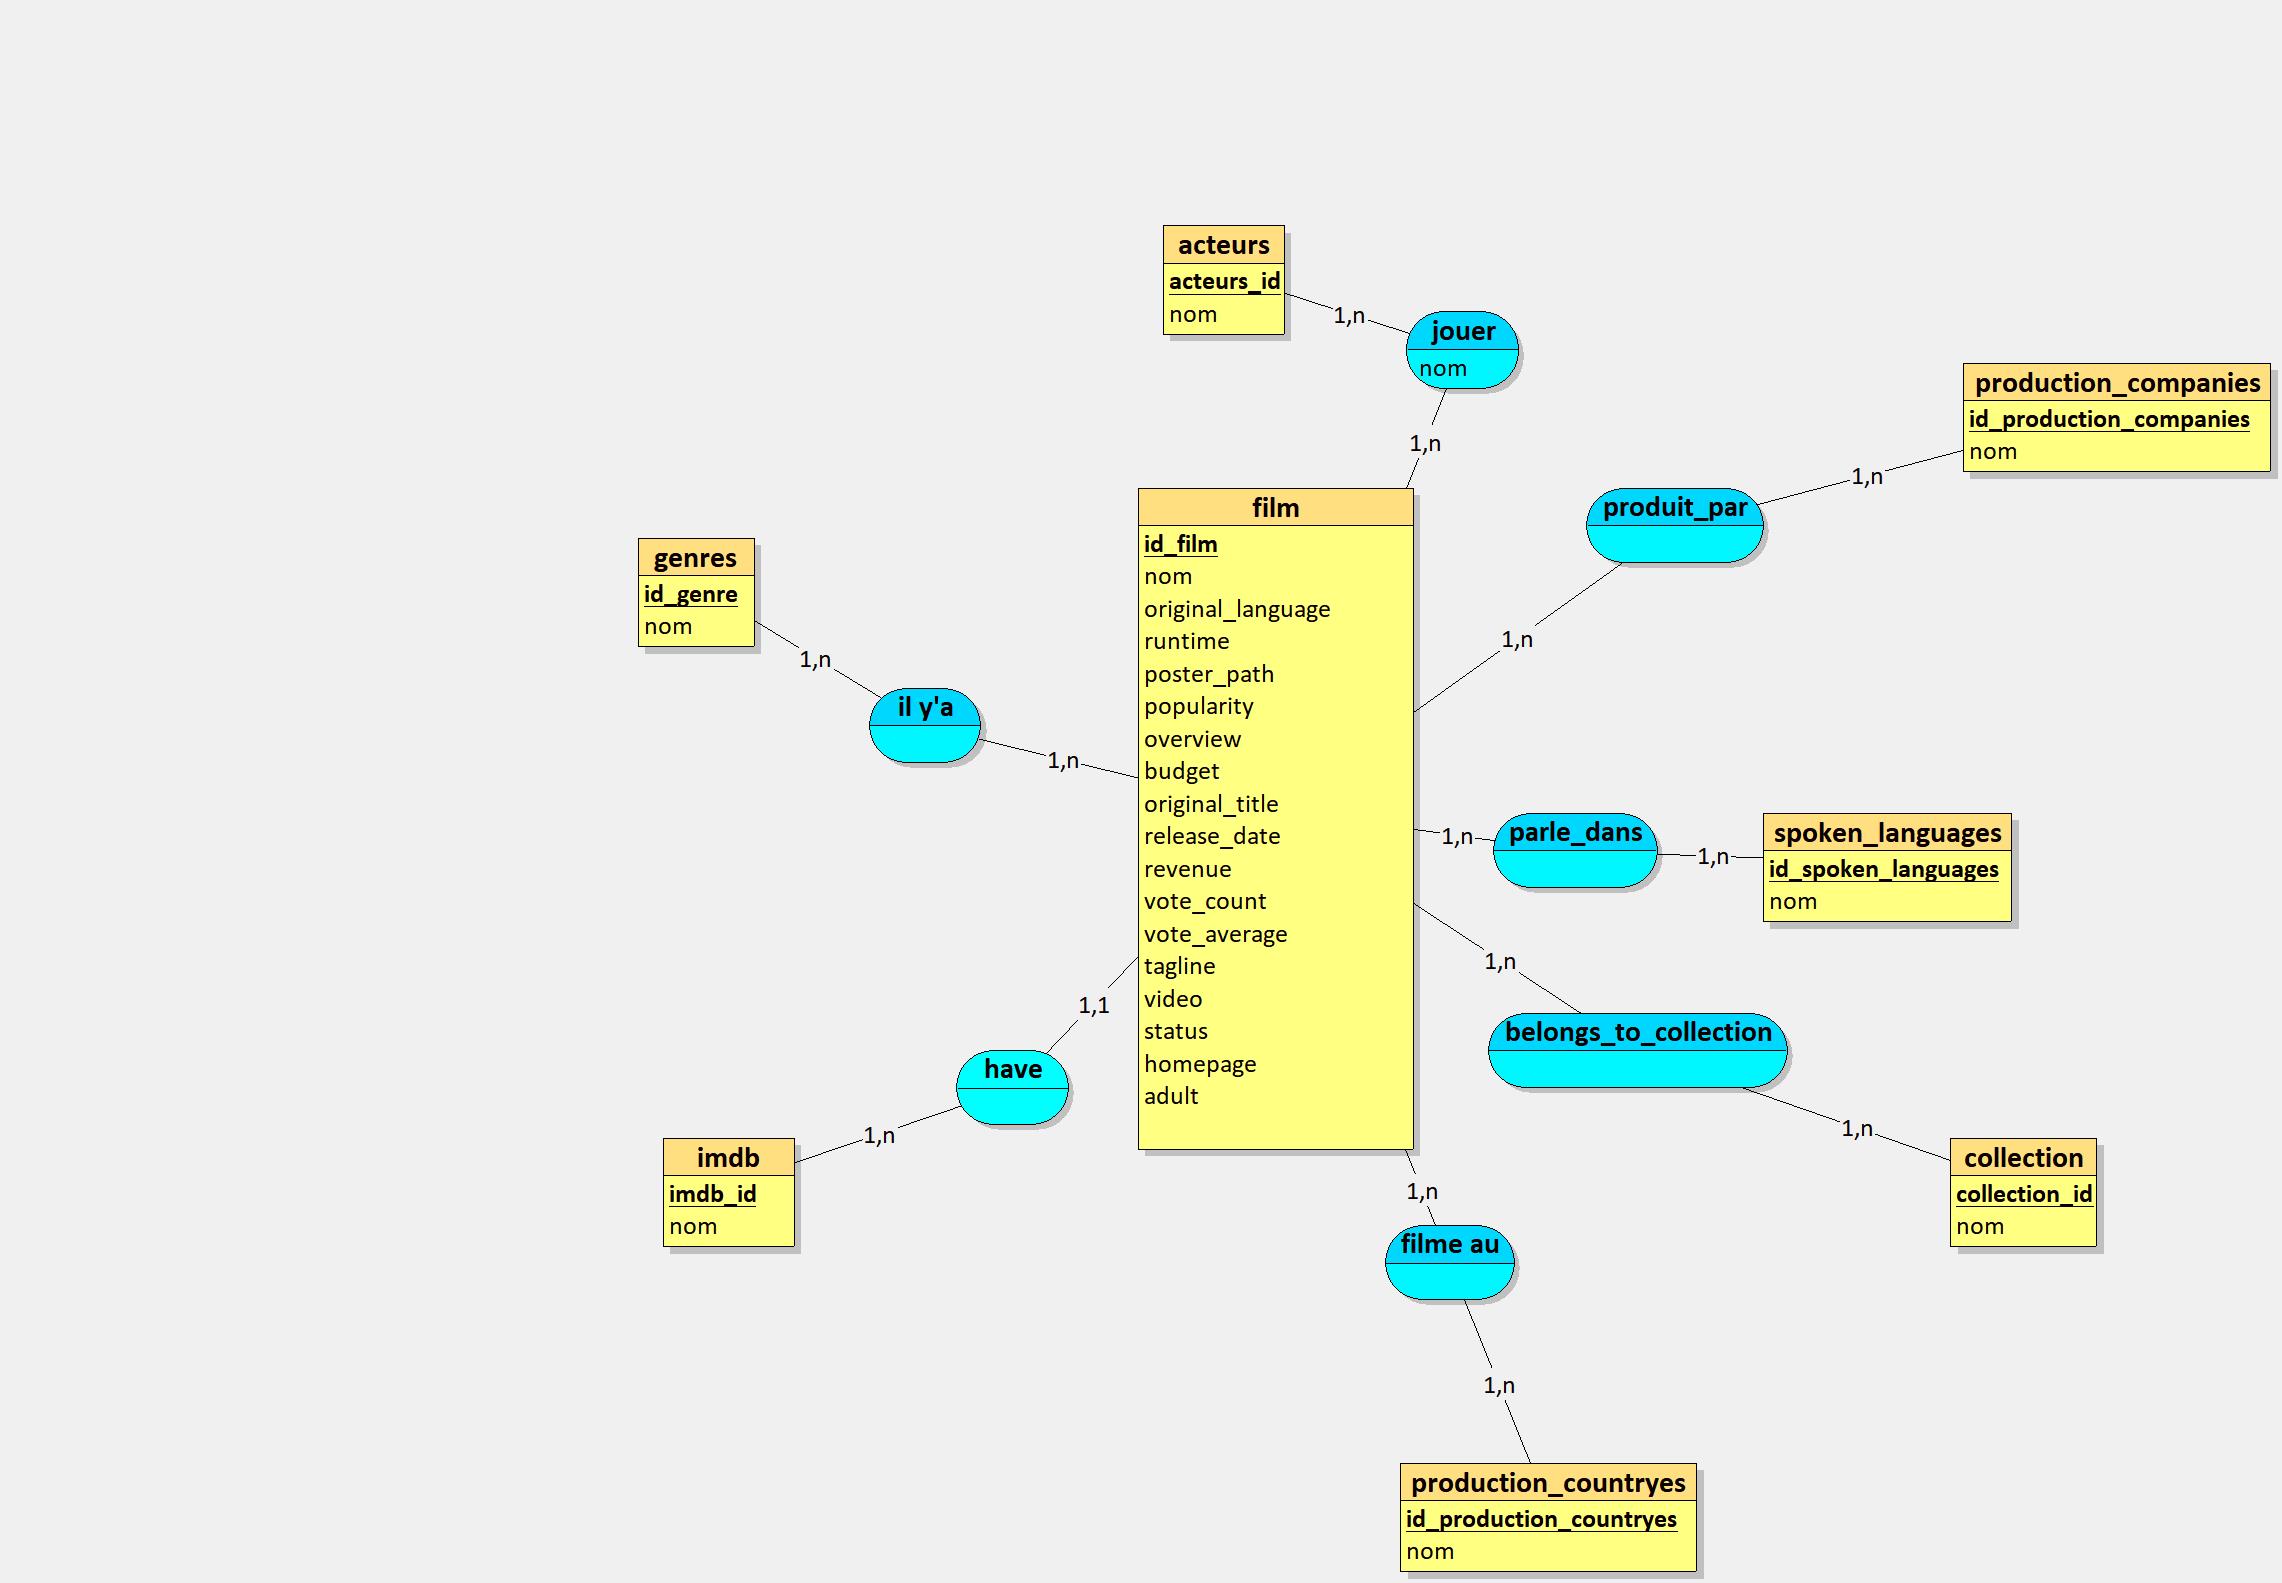 acteurs
acteurs_id
nom
1,n
jouer
nom
1,n
production_companies
id_production_companies
nom
1,n
produit_par
1,n
film
id_film
nom
original_language
runtime
poster_path
popularity
overview
budget
original_title
release_date
revenue
vote_count
vote_average
tagline
video
status
homepage
adult
genres
id_genre
nom
1,n
il y'a
1,n
1,n
parle_dans
1,n
spoken_languages
id_spoken_languages
nom
1,n
belongs_to_collection
1,n
collection
collection_id
nom
1,1
have
1,n
imdb
imdb_id
nom
1,n
filme au
1,n
production_countryes
id_production_countryes
nom